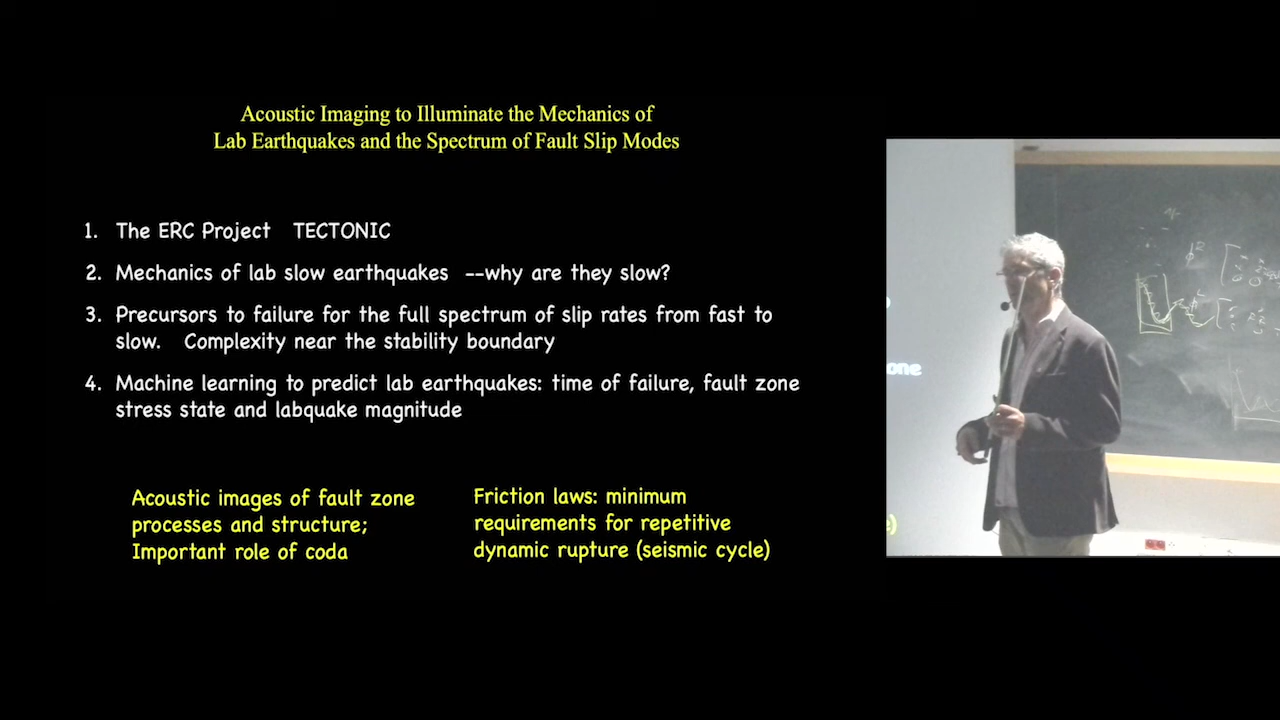 Acoustic Imaging to Illuminate the Mechanics of
Lab Earthquakes and the Spectrum of Fault Slip Modes
1. The ERC Project TECTONIC
2. Mechanics of lab slow earthquakes --why are they slow?
3. Precursors to failure for the full spectrum of slip rates from fast to
slow. Complexity near the stability boundary
4. Machine learning to predict lab earthquakes: time of failure, fault zone
stress state and labquake magnitude
Acoustic images of fault zone
processes and structure;
Important role of coda
Friction laws: minimum
requirements for repetitive
dynamic rupture (seismic cycle)
one